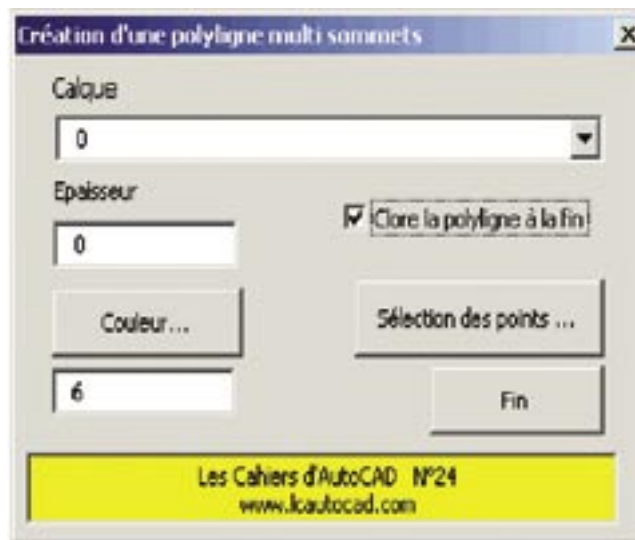 Création d'une polyligne multi sommets
Calque
0
Epaisseur
0
Clore la polyligne à la fin
Couleur...
Sélection des points ...
6
Fin
Les Cahiers d'AutoCAD N°24
www.lcautocad.com